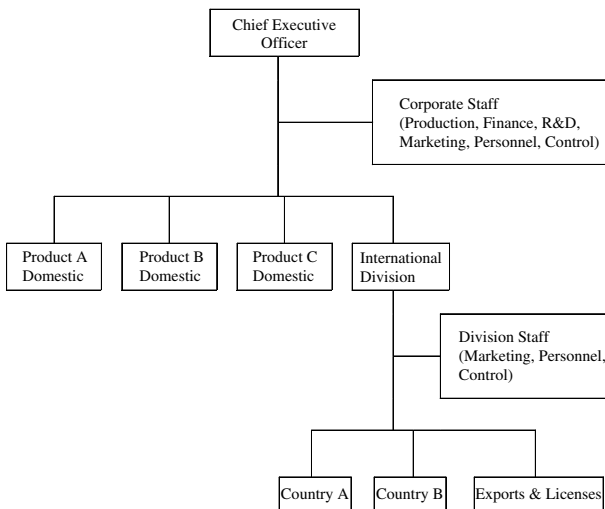 Chief Executive
Officer
Corporate Staff
(Production, Finance, R&D,
Marketing, Personnel, Control)
Product A
Domestic
Product B
Domestic
Product C
Domestic
International
Division
Division Staff
(Marketing, Personnel,
Control)
Country A
Country B
Exports & Licenses